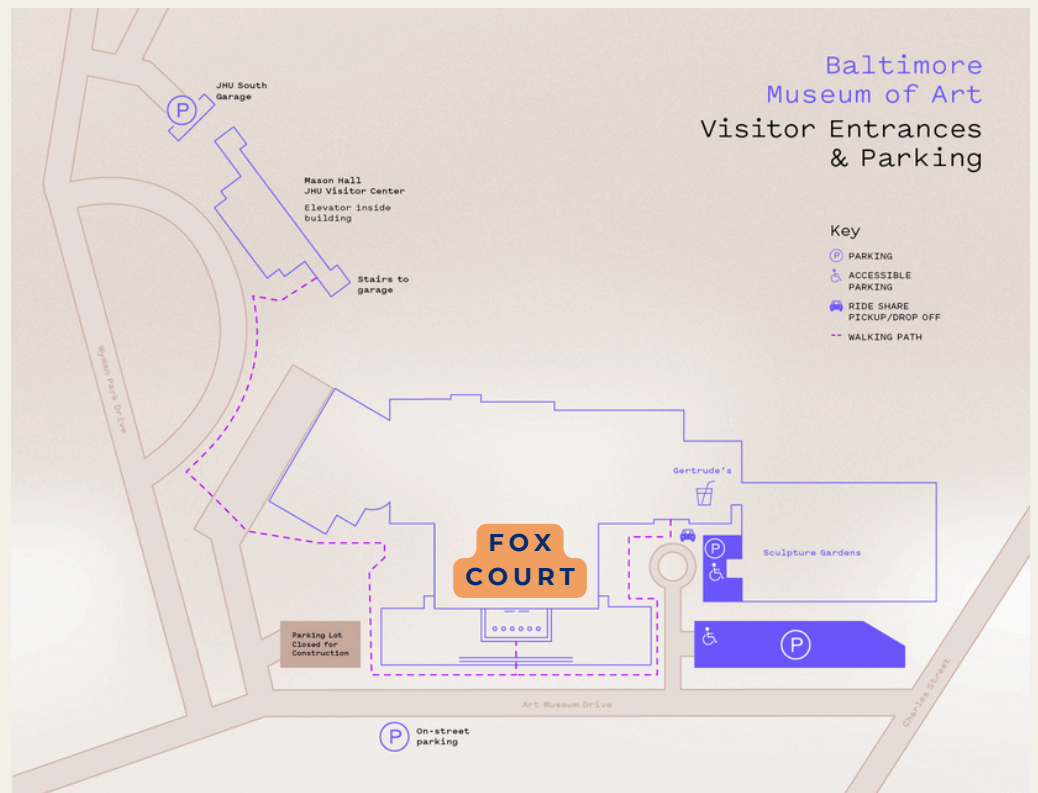 Baltimore
Museum of Art
Visitor Entrances
& Parking
JHU South
Garage
P
Mason Hall
JHU Visitor Center
Elevator inside
building
Stairs to
garage
Key
P PARKING
ACCESSIBLE
PARKING
RIDE SHARE
PICKUP/DROP OFF
WALKING PATH
Wyman Park Drive
Gertrude's
FOX
COURT
P
Sculpture Gardens
Parking Lot
Closed for
Construction
P
Charles Street
Art Museum Drive
P
On-street
parking